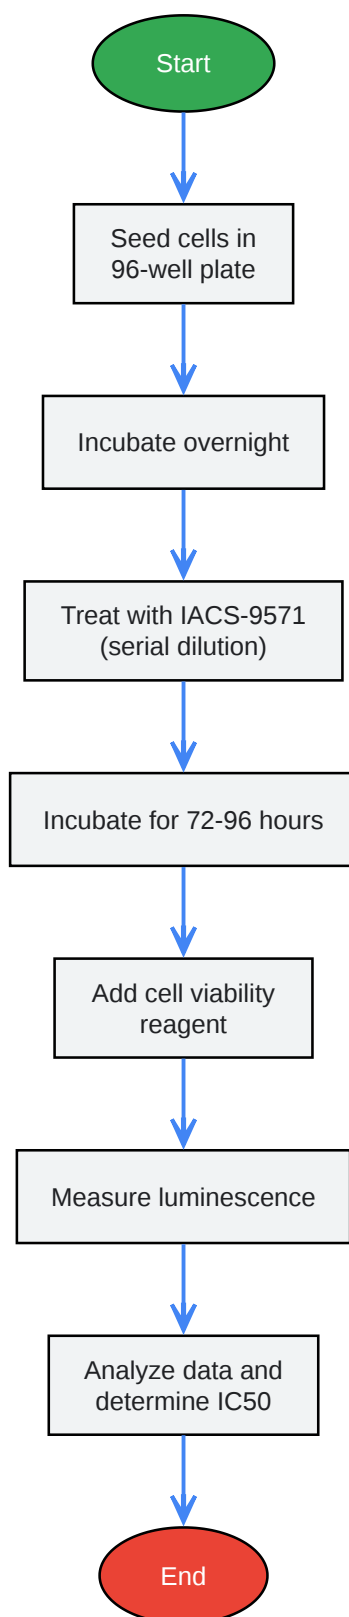 Start
Seed cells in
96-well plate
Incubate overnight
Treat with IACS-9571
(serial dilution)
Incubate for 72-96 hours
Add cell viability
reagent
Measure luminescence
Analyze data and
determine IC50
End